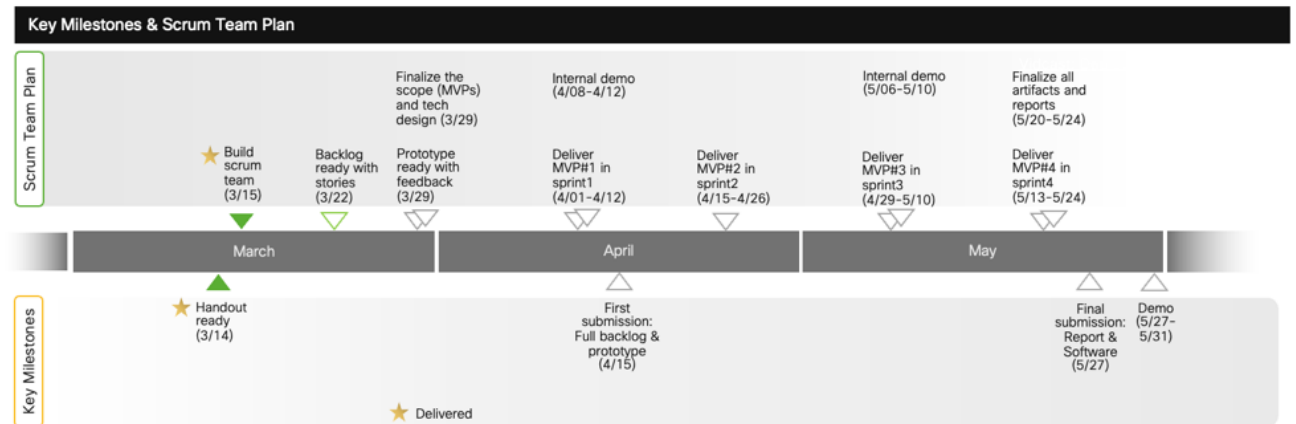 Key Milestones & Scrum Team Plan
Scrum Team Plan
Finalize the
scope (MVPs)
and tech
design (3/29)
Internal demo
(4/08-4/12)
Internal demo
(5/06-5/10)
Finalize all
artifacts and
reports
(5/20-5/24)
Build
scrum
team
(3/15)
Backlog
ready with
stories
(3/22)
Prototype
ready with
feedback
(3/29)
Deliver
MVP#1 in
sprint1
(4/01-4/12)
Deliver
MVP#2 in
sprint2
(4/15-4/26)
Deliver
MVP#3 in
sprint3
(4/29-5/10)
Deliver
MVP#4 in
sprint4
(5/13-5/24)
March
April
May
Key Milestones
Handout
ready
(3/14)
First
submission:
Full backlog &
prototype
(4/15)
Final
submission:
Report &
Software
(5/27)
Demo
(5/27-
5/31)
Delivered